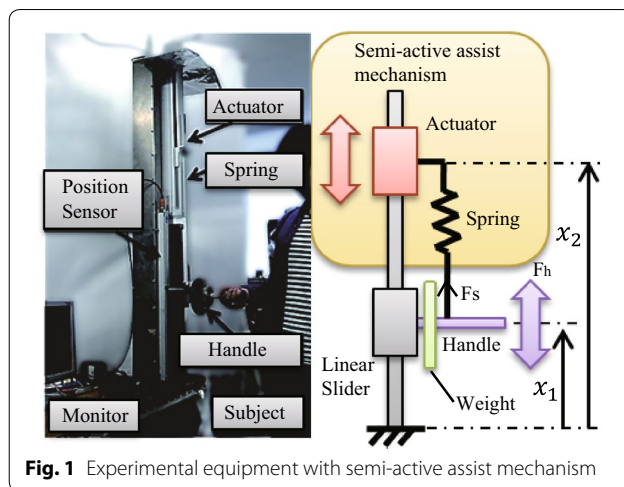 Actuator
Spring
Position
Sensor
Handle
Monitor
Subject
Semi-active assist
mechanism
Actuator
Spring
x₂
Fₕ
Fs
Handle
Linear
Slider
Weight
x₁
Fig. 1 Experimental equipment with semi-active assist mechanism